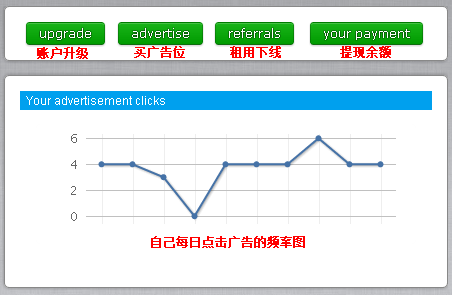 upgrade advertise referrals your payment
账户升级 买广告位 租用下线 提现余额
Your advertisement clicks
6
4
2
0
自己每日点击广告的频率图